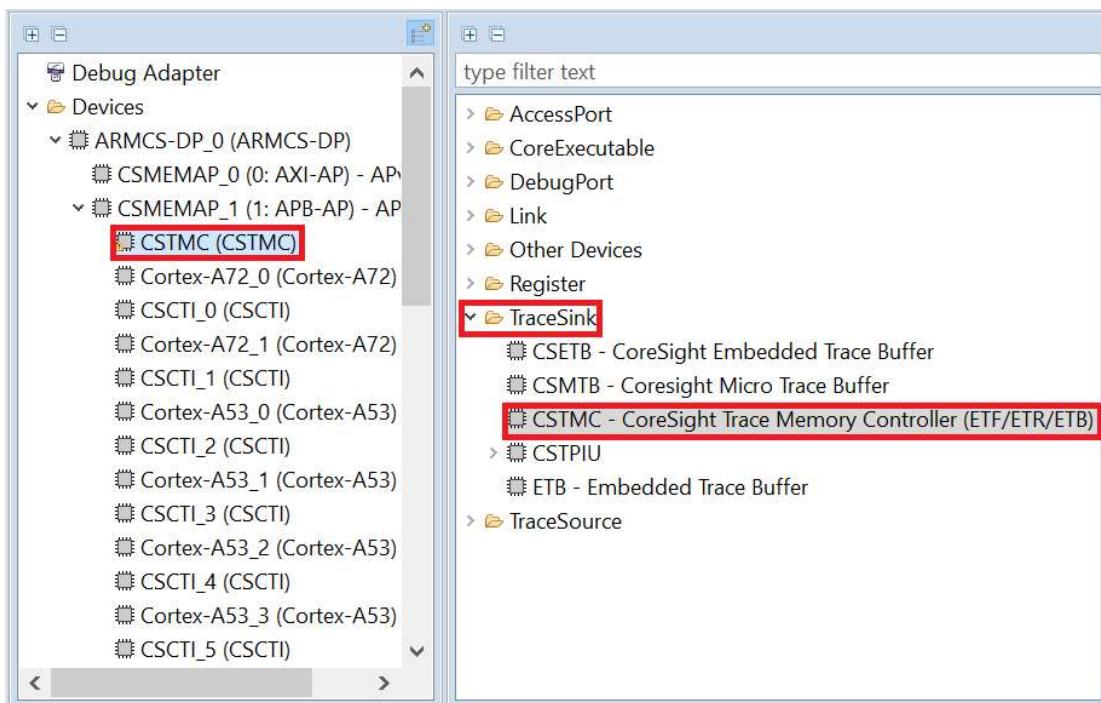 Debug Adapter
Devices
ARMCS-DP_0 (ARMCS-DP)
CSMEMAP_0 (0: AXI-AP) - APv
CSMEMAP_1 (1: APB-AP) - AP
CSTMC (CSTMC)
Cortex-A72_0 (Cortex-A72)
CSCTI_0 (CSCTI)
Cortex-A72_1 (Cortex-A72)
CSCTI_1 (CSCTI)
Cortex-A53_0 (Cortex-A53)
CSCTI_2 (CSCTI)
Cortex-A53_1 (Cortex-A53)
CSCTI_3 (CSCTI)
Cortex-A53_2 (Cortex-A53)
CSCTI_4 (CSCTI)
Cortex-A53_3 (Cortex-A53)
CSCTI_5 (CSCTI)
type filter text
AccessPort
CoreExecutable
DebugPort
Link
Other Devices
Register
TraceSink
CSETB - CoreSight Embedded Trace Buffer
CSMTB - Coresight Micro Trace Buffer
CSTMC - CoreSight Trace Memory Controller (ETF/ETR/ETB)
CSTPIU
ETB - Embedded Trace Buffer
TraceSource